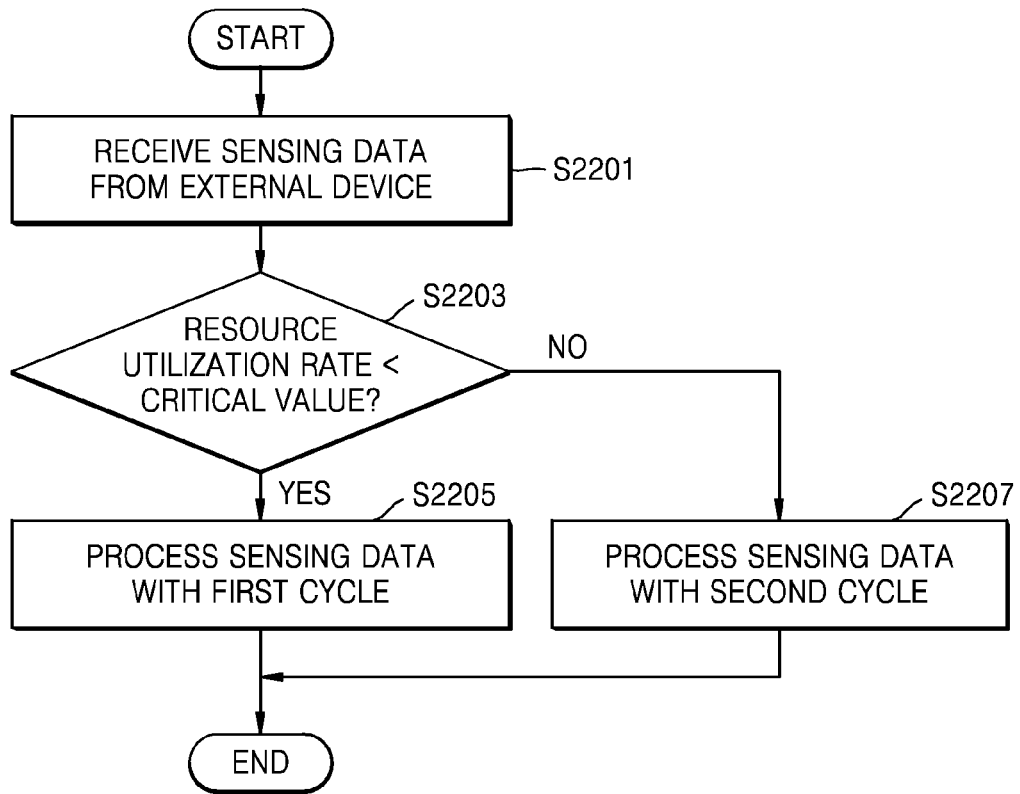 START
RECEIVE SENSING DATA
FROM EXTERNAL DEVICE
S2201
S2203
RESOURCE
UTILIZATION RATE <
CRITICAL VALUE?
NO
YES
S2205
PROCESS SENSING DATA
WITH FIRST CYCLE
S2207
PROCESS SENSING DATA
WITH SECOND CYCLE
END